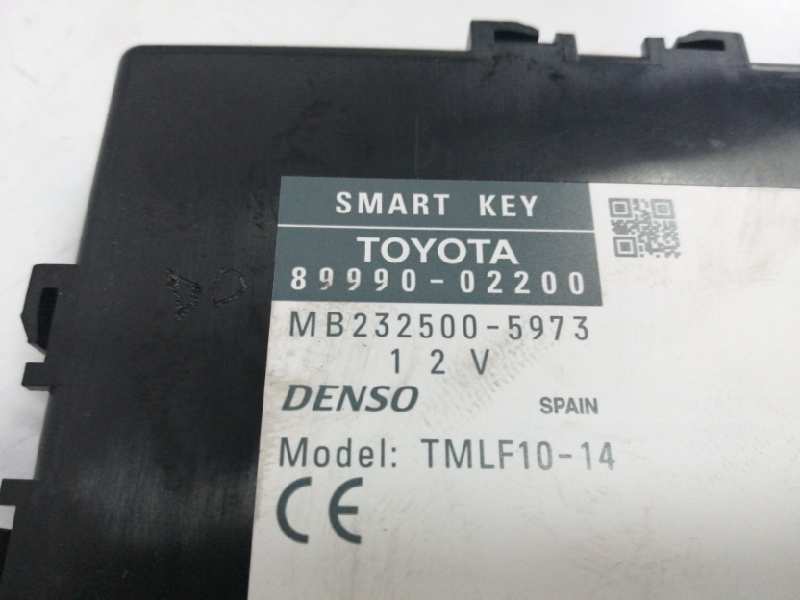 SMART KEY
TOYOTA
89990-02200
MB232500-5973
12V
DENSO SPAIN
Model: TMLF10-14
CE